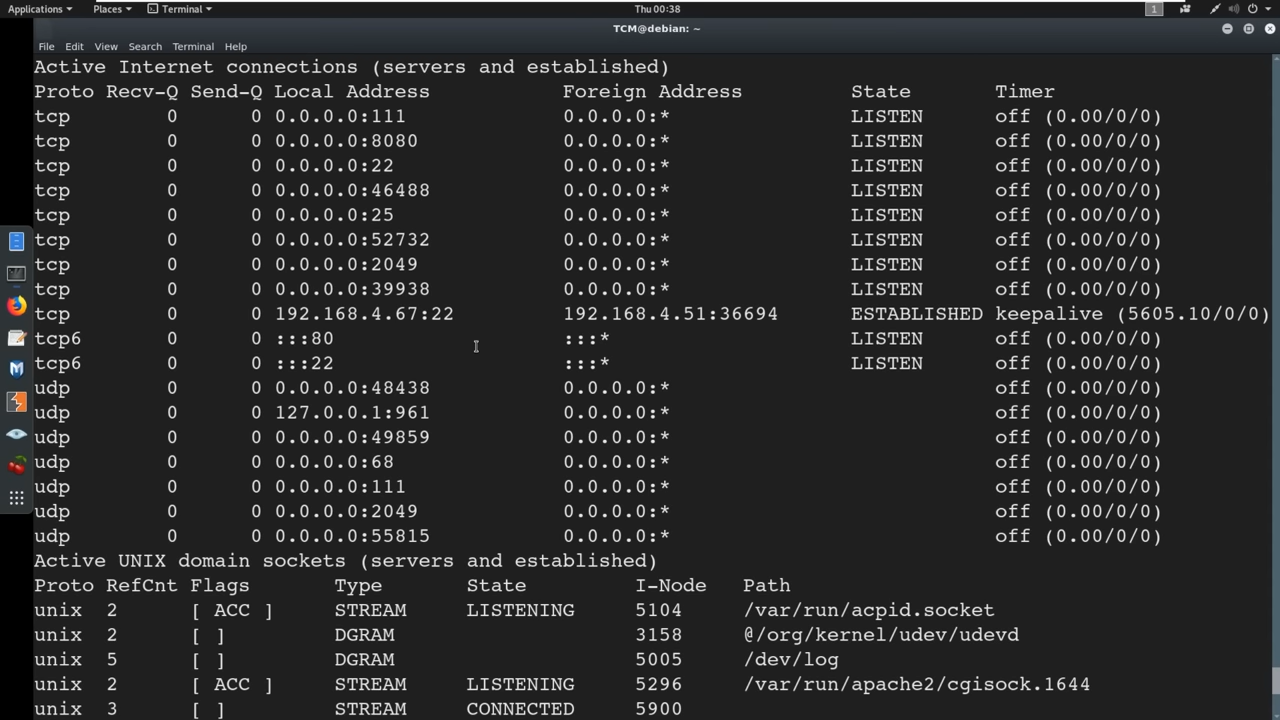 Applications Places Terminal Thu 00:38 1
TCM@debian: ~
File Edit View Search Terminal Help
Active Internet connections (servers and established)
Proto Recv-Q Send-Q Local Address Foreign Address State Timer
tcp 0 0 0.0.0.0:111 0.0.0.0:* LISTEN off (0.00/0/0)
tcp 0 0 0.0.0.0:8080 0.0.0.0:* LISTEN off (0.00/0/0)
tcp 0 0 0.0.0.0:22 0.0.0.0:* LISTEN off (0.00/0/0)
tcp 0 0 0.0.0.0:46488 0.0.0.0:* LISTEN off (0.00/0/0)
tcp 0 0 0.0.0.0:25 0.0.0.0:* LISTEN off (0.00/0/0)
tcp 0 0 0.0.0.0:52732 0.0.0.0:* LISTEN off (0.00/0/0)
tcp 0 0 0.0.0.0:2049 0.0.0.0:* LISTEN off (0.00/0/0)
tcp 0 0 0.0.0.0:39938 0.0.0.0:* LISTEN off (0.00/0/0)
tcp 0 0 192.168.4.67:22 192.168.4.51:36694 ESTABLISHED keepalive (5605.10/0/0)
tcp6 0 0 :::80 :::* LISTEN off (0.00/0/0)
tcp6 0 0 :::22 :::* LISTEN off (0.00/0/0)
udp 0 0 0.0.0.0:48438 0.0.0.0:* off (0.00/0/0)
udp 0 0 127.0.0.1:961 0.0.0.0:* off (0.00/0/0)
udp 0 0 0.0.0.0:49859 0.0.0.0:* off (0.00/0/0)
udp 0 0 0.0.0.0:68 0.0.0.0:* off (0.00/0/0)
udp 0 0 0.0.0.0:111 0.0.0.0:* off (0.00/0/0)
udp 0 0 0.0.0.0:2049 0.0.0.0:* off (0.00/0/0)
udp 0 0 0.0.0.0:55815 0.0.0.0:* off (0.00/0/0)
Active UNIX domain sockets (servers and established)
Proto RefCnt Flags Type State I-Node Path
unix 2 [ ACC ] STREAM LISTENING 5104 /var/run/acpid.socket
unix 2 [ ] DGRAM 3158 @/org/kernel/udev/udevd
unix 5 [ ] DGRAM 5005 /dev/log
unix 2 [ ACC ] STREAM LISTENING 5296 /var/run/apache2/cgisock.1644
unix 3 [ ] STREAM CONNECTED 5900